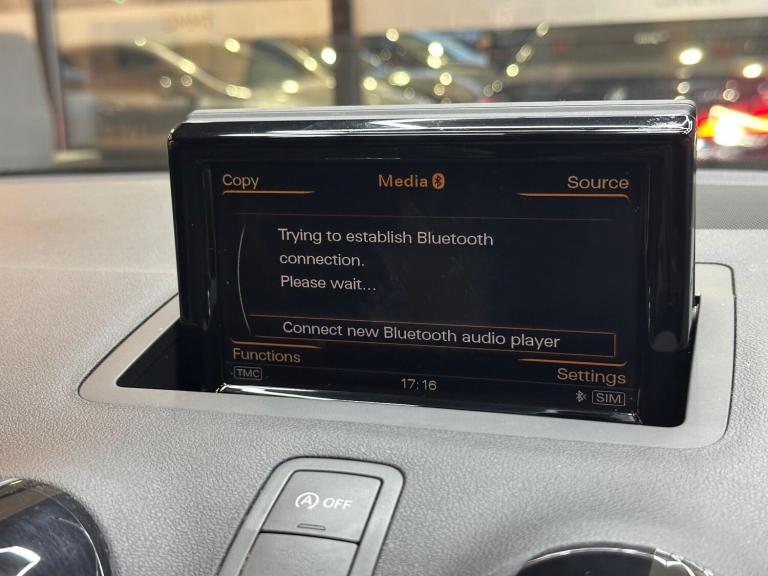 Copy
Media
Source
Trying to establish Bluetooth
connection.
Please wait...
Connect new Bluetooth audio player
Functions
Settings
TMC
17:16
SIM
A OFF